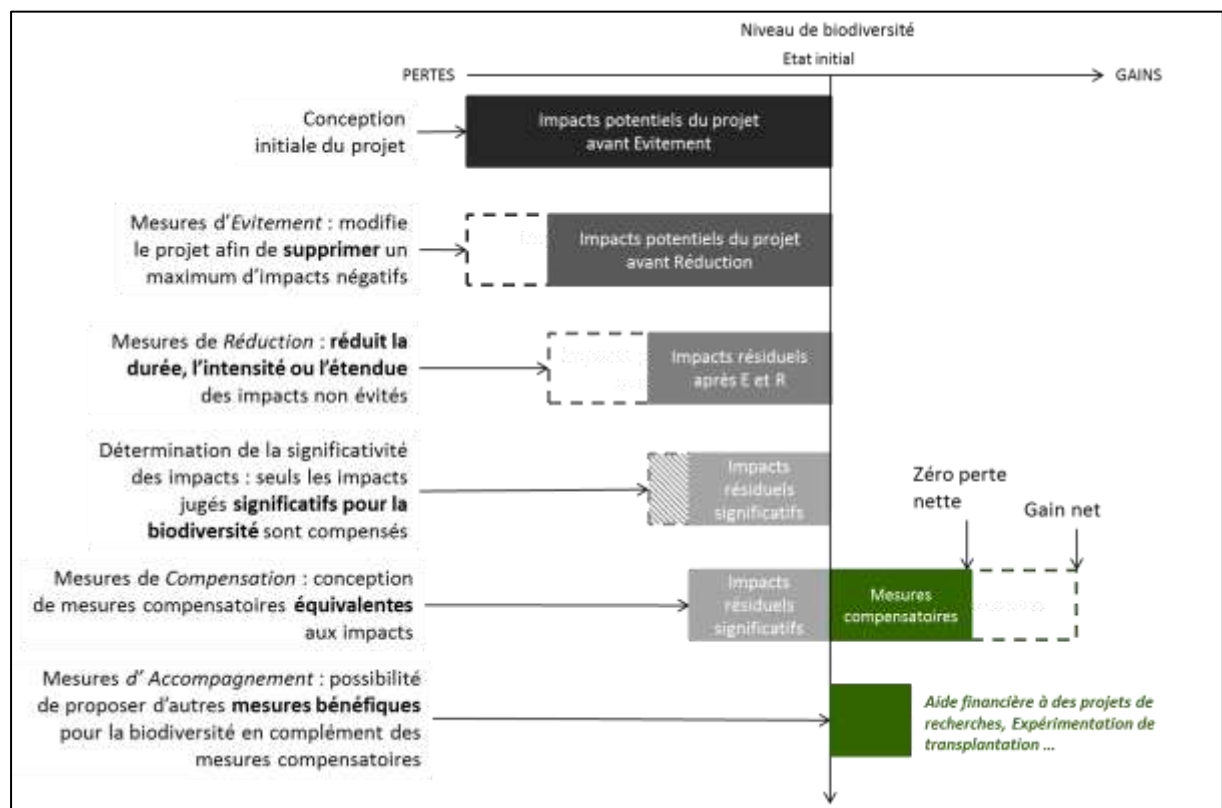 Niveau de biodiversité
Etat initial
PERTES
GAINS
Conception
initiale du projet
Impacts potentiels du projet
avant Evitement
Mesures d'Evitement : modifie
le projet afin de supprimer un
maximum d'impacts négatifs
Impacts potentiels du projet
avant Réduction
Mesures de Réduction : réduit la
durée, l'intensité ou l'étendue
des impacts non évités
Impacts résiduels
après E et R
Détermination de la significativité
des impacts : seuls les impacts
jugés significatifs pour la
biodiversité sont compensés
Impacts
résiduels
significatifs
Zéro perte
nette
Gain net
Mesures de Compensation : conception
de mesures compensatoires équivalentes
aux impacts
Impacts
résiduels
significatifs
Mesures
compensatoires
Mesures d' Accompagnement : possibilité
de proposer d'autres mesures bénéfiques
pour la biodiversité en complément des
mesures compensatoires
Aide financière à des projets de
recherches, Expérimentation de
transplantation ...